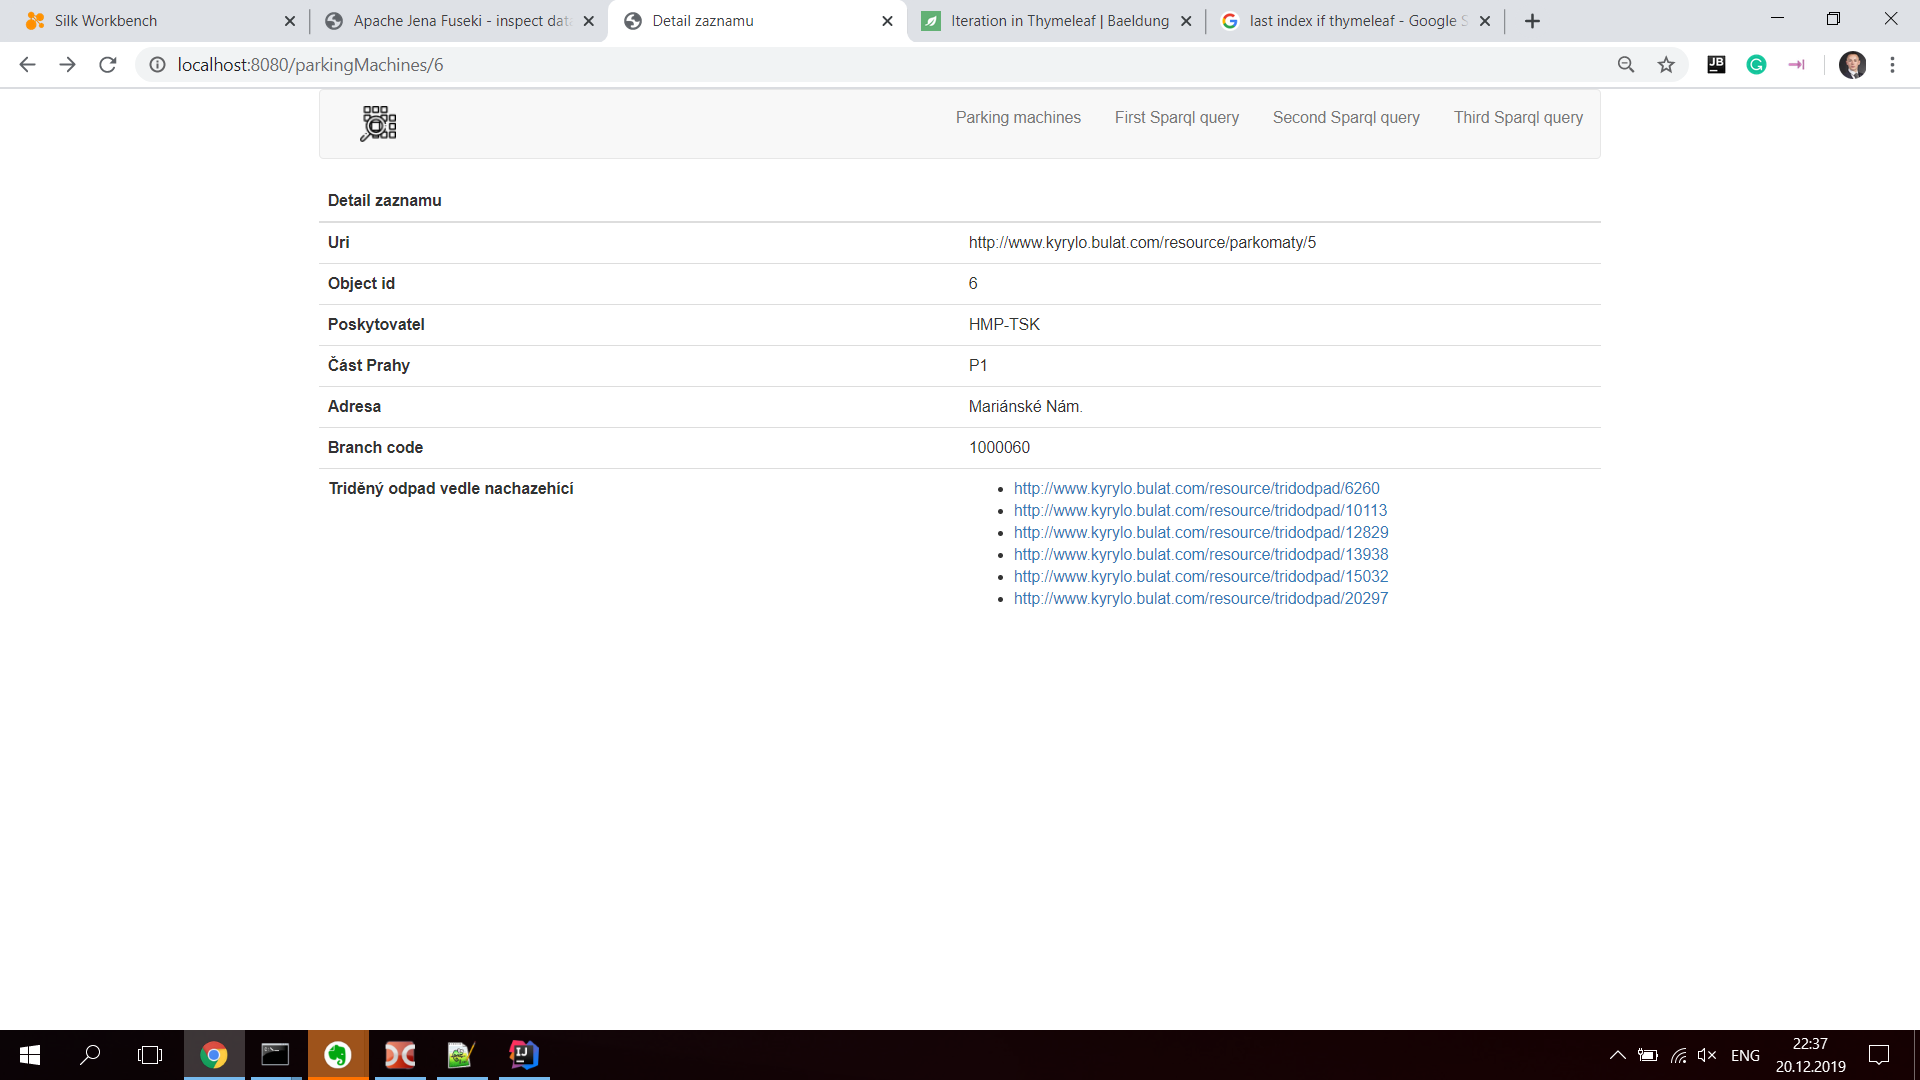 Silk Workbench
Apache Jena Fuseki - inspect data
Detail zaznamu
Iteration in Thymeleaf | Baeldung
last index if thymeleaf - Google S
localhost:8080/parkingMachines/6
JB
G
Parking machines
First Sparql query
Second Sparql query
Third Sparql query
Detail zaznamu
Uri http://www.kyrylo.bulat.com/resource/parkomaty/5
Object id 6
Poskytovatel HMP-TSK
Část Prahy P1
Adresa Mariánské Nám.
Branch code 1000060
Triděný odpad vedle nachazehící
http://www.kyrylo.bulat.com/resource/tridodpad/6260
http://www.kyrylo.bulat.com/resource/tridodpad/10113
http://www.kyrylo.bulat.com/resource/tridodpad/12829
http://www.kyrylo.bulat.com/resource/tridodpad/13938
http://www.kyrylo.bulat.com/resource/tridodpad/15032
http://www.kyrylo.bulat.com/resource/tridodpad/20297
IJ
ENG
22:37
20.12.2019